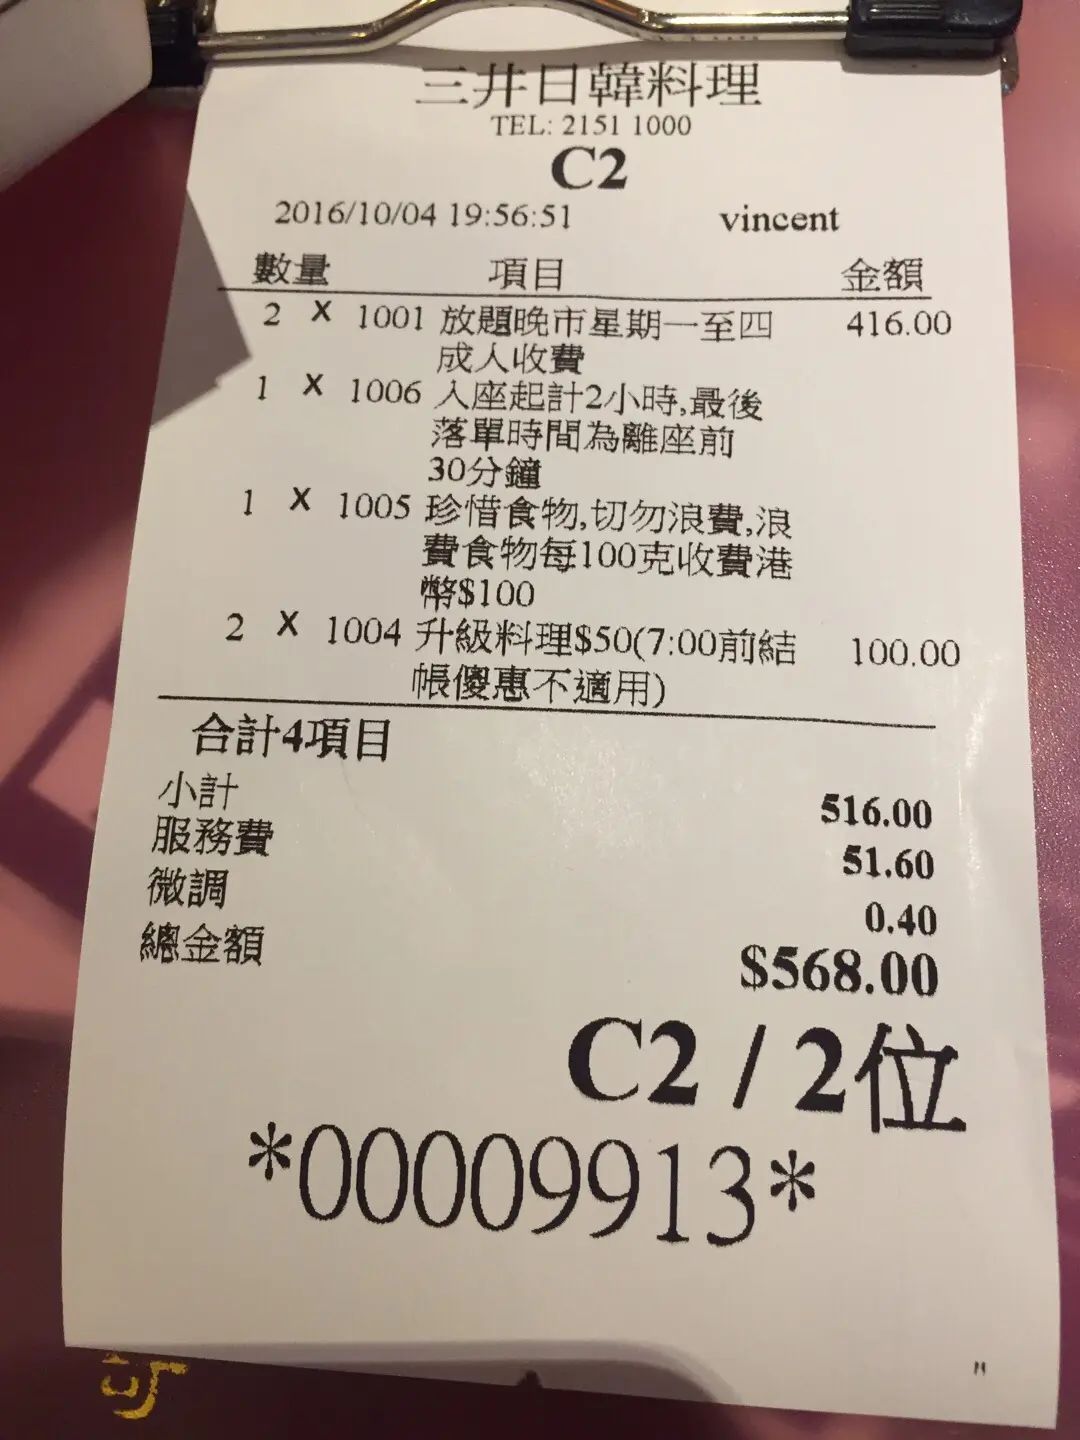 三井日韓料理
TEL: 2151 1000
C2
2016/10/04 19:56:51 vincent
數量 項目 金額
2 X 1001 放題晚市星期一至四 416.00
成人收費
1 X 1006 入座起計2小時,最後
落單時間為離座前
30分鐘
1 X 1005 珍惜食物,切勿浪費,浪
費食物每100克收費港
幣$100
2 X 1004 升級料理$50(7:00前結 100.00
帳傻惠不適用)
合計4項目
小計 516.00
服務費 51.60
微調 0.40
總金額 $568.00
C2 / 2位
*00009913*